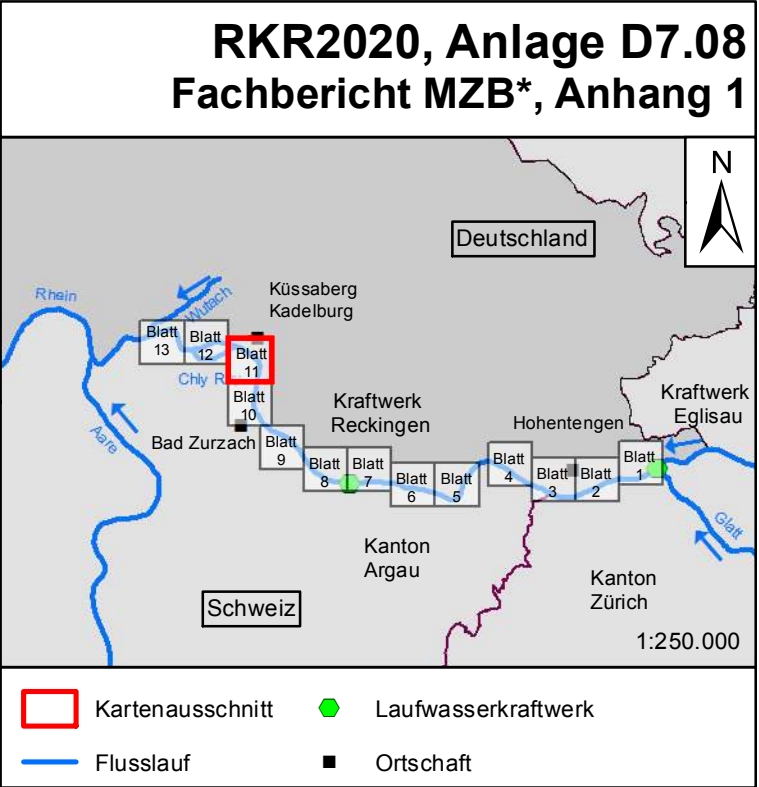 RKR2020, Anlage D7.08
Fachbericht MZB*, Anhang 1
N
Deutschland
Rhein
Wutach
Küssaberg
Kadelburg
Blatt
13
Blatt
12
Blatt
11
Chly
Blatt
10
Bad Zurzach
Aare
Blatt
9
Kraftwerk
Reckingen
Blatt
8
Blatt
7
Blatt
6
Blatt
5
Blatt
4
Hohentengen
Blatt
3
Blatt
2
Blatt
1
Kraftwerk
Eglisau
Glatt
Kanton
Argau
Kanton
Zürich
Schweiz
1:250.000
Kartenausschnitt
Laufwasserkraftwerk
Flusslauf
Ortschaft